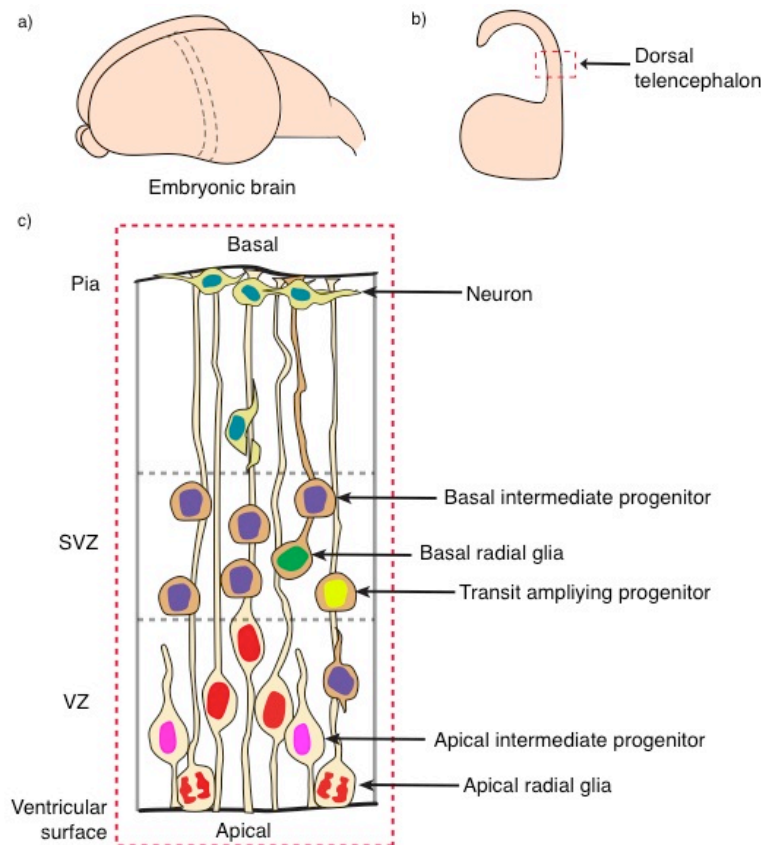 a)
b)
Dorsal
telencephalon
Embryonic brain
c)
Basal
Pia
Neuron
Basal intermediate progenitor
SVZ
Basal radial glia
Transit ampliying progenitor
VZ
Apical intermediate progenitor
Apical radial glia
Ventricular
surface
Apical